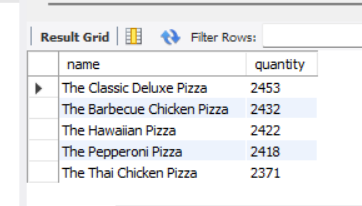 Result Grid Filter Rows:
name quantity
The Classic Deluxe Pizza 2453
The Barbecue Chicken Pizza 2432
The Hawaiian Pizza 2422
The Pepperoni Pizza 2418
The Thai Chicken Pizza 2371